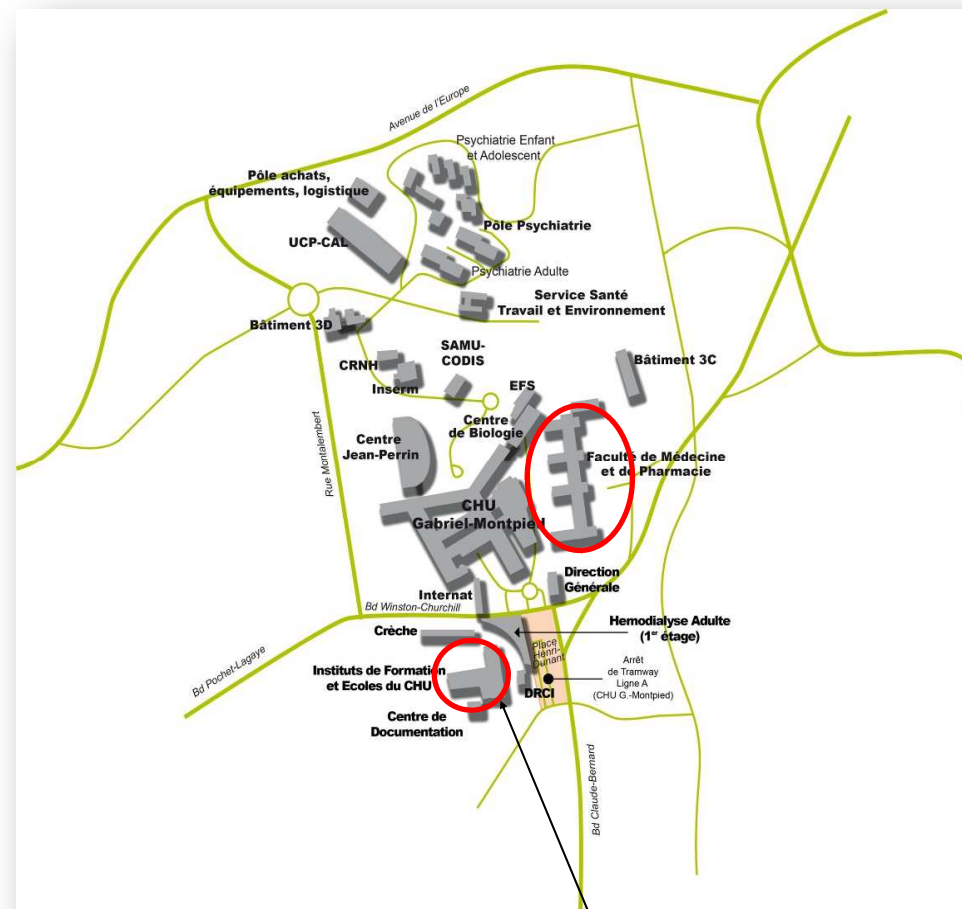 Avenue de l'Europe
Psychiatrie Enfant
et Adolescent
Pôle achats,
équipements, logistique
Pôle Psychiatrie
UCP-CAL
Psychiatrie Adulte
Service Santé
Travail et Environnement
Bâtiment 3D
SAMU-
CODIS
Bâtiment 3C
CRNH
Inserm
EFS
Centre
de Biologie
Centre
Jean-Perrin
Faculté de Médecine
et de Pharmacie
Rue Montalembert
CHU
Gabriel-Montpied
Direction
Générale
Internat
Bd Winston-Churchill
Hemodialyse Adulte
(1er étage)
Crèche
Place
Henri-
Dunant
Arrêt
de Tramway
Ligne A
(CHU G.-Montpied)
Instituts de Formation
et Ecoles du CHU
Bd Pochet-Lagaye
DRCI
Centre de
Documentation
Bd Claude-Bernard